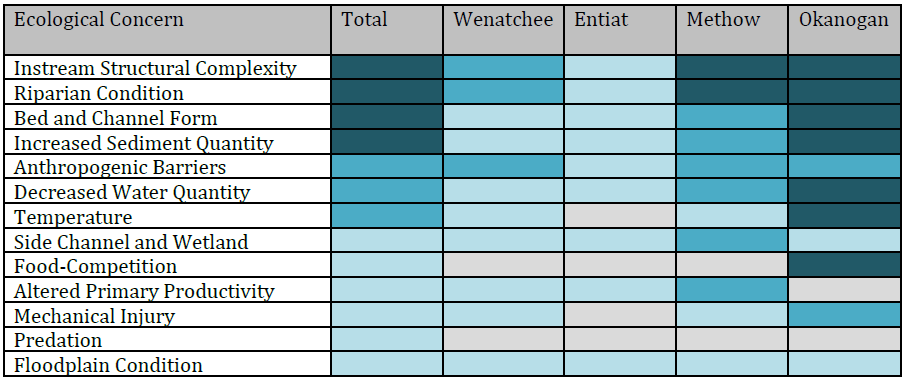 Ecological Concern Total Wenatchee Entiat Methow Okanogan
Instream Structural Complexity
Riparian Condition
Bed and Channel Form
Increased Sediment Quantity
Anthropogenic Barriers
Decreased Water Quantity
Temperature
Side Channel and Wetland
Food-Competition
Altered Primary Productivity
Mechanical Injury
Predation
Floodplain Condition